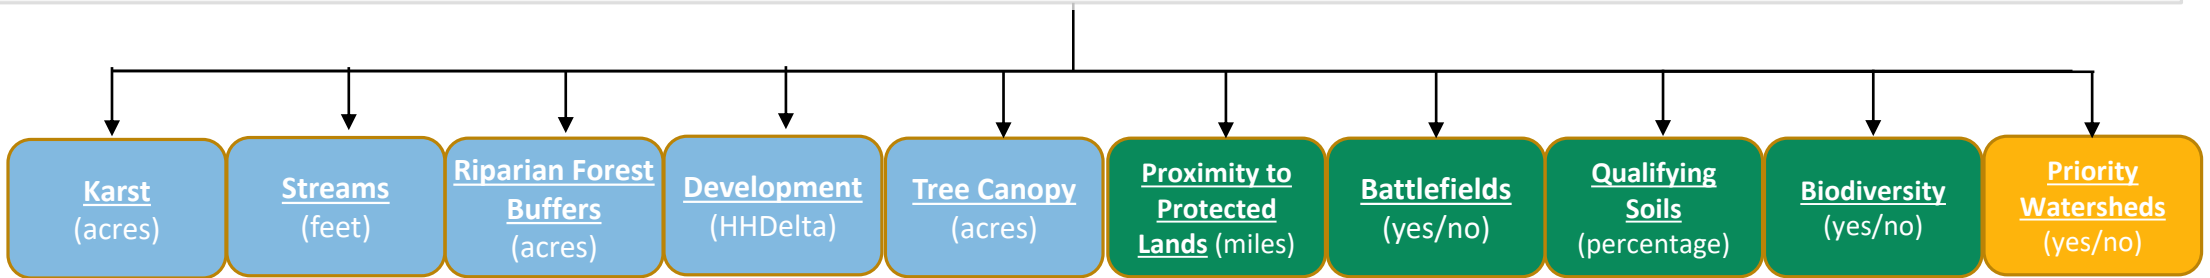 Karst
(acres)
Streams
(feet)
Riparian Forest
Buffers
(acres)
Development
(HHDelta)
Tree Canopy
(acres)
Proximity to
Protected
Lands (miles)
Battlefields
(yes/no)
Qualifying
Soils
(percentage)
Biodiversity
(yes/no)
Priority
Watersheds
(yes/no)